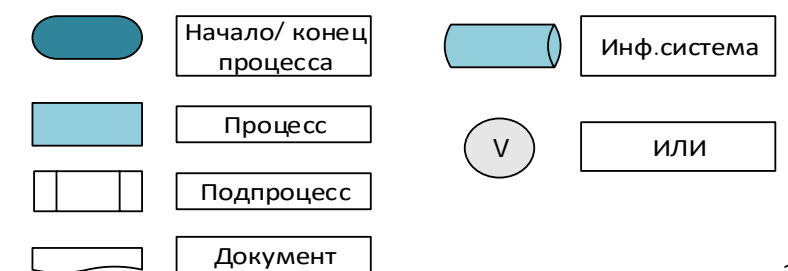 Начало/ конец
процесса
Инф.система
Процесс
V
ИЛИ
Подпроцесс
Документ